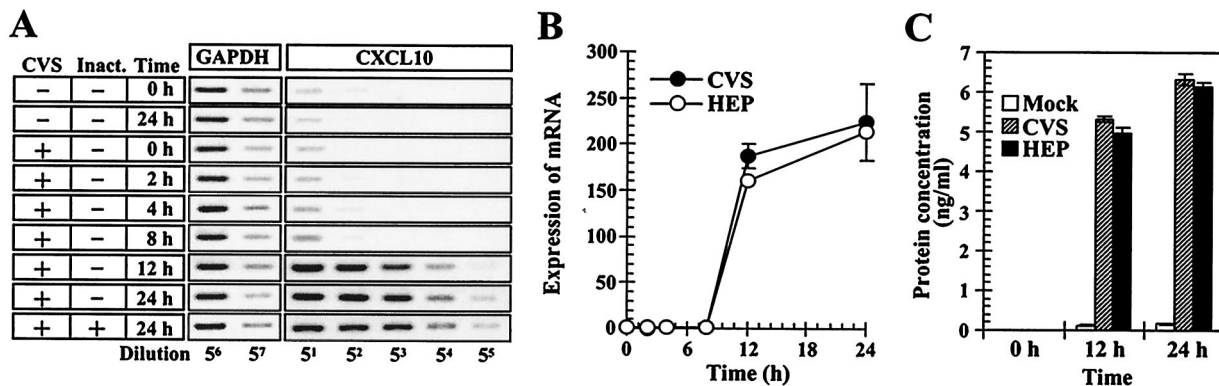 A
CVS Inact. Time GAPDH CXCL10
− − 0 h
− − 24 h
+ − 0 h
+ − 2 h
+ − 4 h
+ − 8 h
+ − 12 h
+ − 24 h
+ + 24 h
Dilution 5⁶ 5⁷ 5¹ 5² 5³ 5⁴ 5⁵
B
Expression of mRNA
300
250
200
150
100
50
0
CVS
HEP
0 6 12 18 24
Time (h)
C
Protein concentration
(ng/ml)
7
6
5
4
3
2
1
0
Mock
CVS
HEP
0 h 12 h 24 h
Time